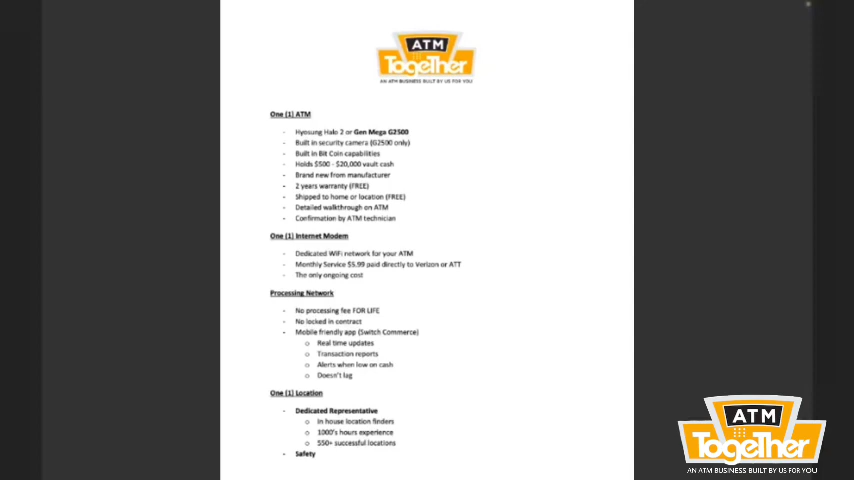 ATM
Together
AN ATM BUSINESS BUILT BY US FOR YOU
One (1) ATM
- Hyosung Halo 2 or Gen Mega G2500
- Built in security camera (G2500 only)
- Built in Bit Coin capabilities
- Holds $500 - $20,000 vault cash
- Brand new from manufacturer
- 2 years warranty (FREE)
- Shipped to home or location (FREE)
- Detailed walkthrough on ATM
- Confirmation by ATM technician
One (1) Internet Modem
- Dedicated WiFi network for your ATM
- Monthly Service $5.99 paid directly to Verizon or ATT
- The only ongoing cost
Processing Network
- No processing fee FOR LIFE
- No locked in contract
- Mobile friendly app (Switch Commerce)
o Real time updates
o Transaction reports
o Alerts when low on cash
o Doesn't lag
One (1) Location
- Dedicated Representative
o In house location finders
o 1000's hours experience
o 550+ successful locations
- Safety
ATM
Together
AN ATM BUSINESS BUILT BY US FOR YOU